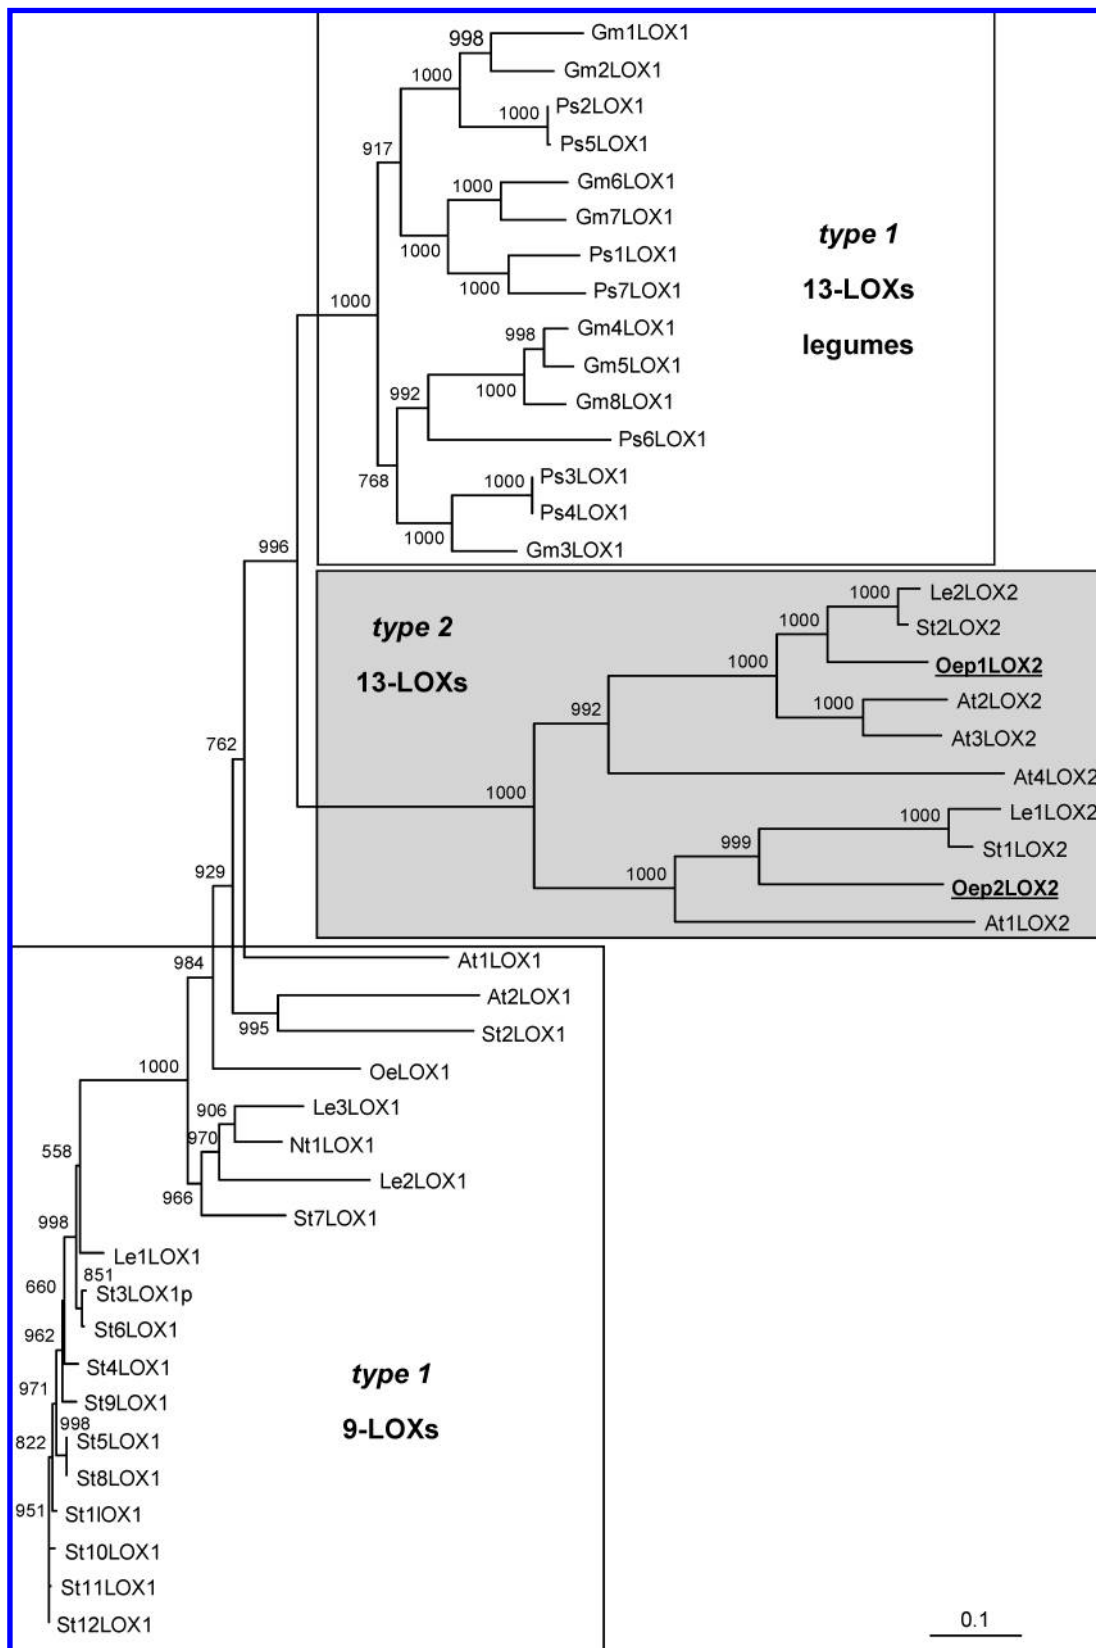 998
Gm1LOX1
Gm2LOX1
1000
1000
Ps2LOX1
Ps5LOX1
917
1000
Gm6LOX1
Gm7LOX1
1000
Ps1LOX1
1000
Ps7LOX1
type 1
13-LOXs
legumes
1000
998
Gm4LOX1
Gm5LOX1
1000
Gm8LOX1
992
Ps6LOX1
768
1000
Ps3LOX1
Ps4LOX1
1000
Gm3LOX1
996
type 2
13-LOXs
1000
Le2LOX2
St2LOX2
1000
Oep1LOX2
1000
At2LOX2
1000
At3LOX2
992
At4LOX2
1000
1000
Le1LOX2
St1LOX2
999
Oep2LOX2
1000
At1LOX2
762
929
984
At1LOX1
At2LOX1
995
St2LOX1
1000
OeLOX1
906
Le3LOX1
970
Nt1LOX1
Le2LOX1
966
St7LOX1
558
998
Le1LOX1
851
St3LOX1p
660
St6LOX1
962
St4LOX1
971
St9LOX1
998
822
St5LOX1
St8LOX1
951
St1lOX1
St10LOX1
St11LOX1
St12LOX1
type 1
9-LOXs
0.1